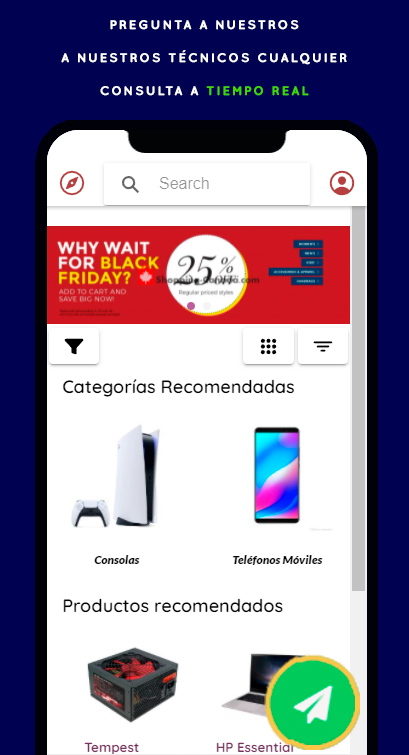 PREGUNTA A NUESTROS
A NUESTROS TÉCNICOS CUALQUIER
CONSULTA A TIEMPO REAL
Search
WHY WAIT
FOR BLACK
FRIDAY?
ADD TO CART AND
SAVE BIG NOW!
25%
Regular priced styles
Categorías Recomendadas
Consolas
Teléfonos Móviles
Productos recomendados
Tempest
HP Essential